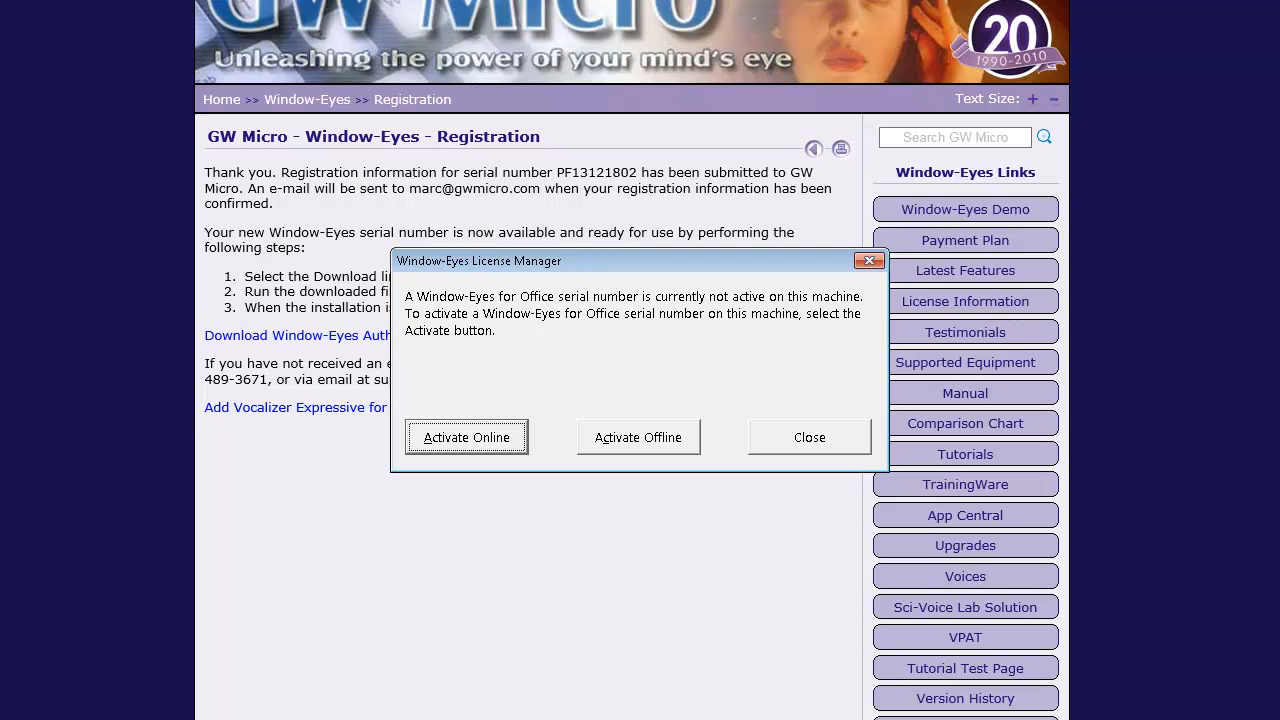 GW Micro
Unleashing the power of your mind's eye
20
1990-2010
Home >> Window-Eyes >> Registration
Text Size: + -
GW Micro - Window-Eyes - Registration
Thank you. Registration information for serial number PF13121802 has been submitted to GW
Micro. An e-mail will be sent to marc@gwmicro.com when your registration information has been
confirmed.
Your new Window-Eyes serial number is now available and ready for use by performing the
following steps:
1. Select the Download li
2. Run the downloaded fi
3. When the installation i
Download Window-Eyes Auth
If you have not received an e
489-3671, or via email at su
Add Vocalizer Expressive for
Window-Eyes License Manager
A Window-Eyes for Office serial number is currently not active on this machine.
To activate a Window-Eyes for Office serial number on this machine, select the
Activate button.
Activate Online
Activate Offline
Close
Search GW Micro
Window-Eyes Links
Window-Eyes Demo
Payment Plan
Latest Features
License Information
Testimonials
Supported Equipment
Manual
Comparison Chart
Tutorials
TrainingWare
App Central
Upgrades
Voices
Sci-Voice Lab Solution
VPAT
Tutorial Test Page
Version History